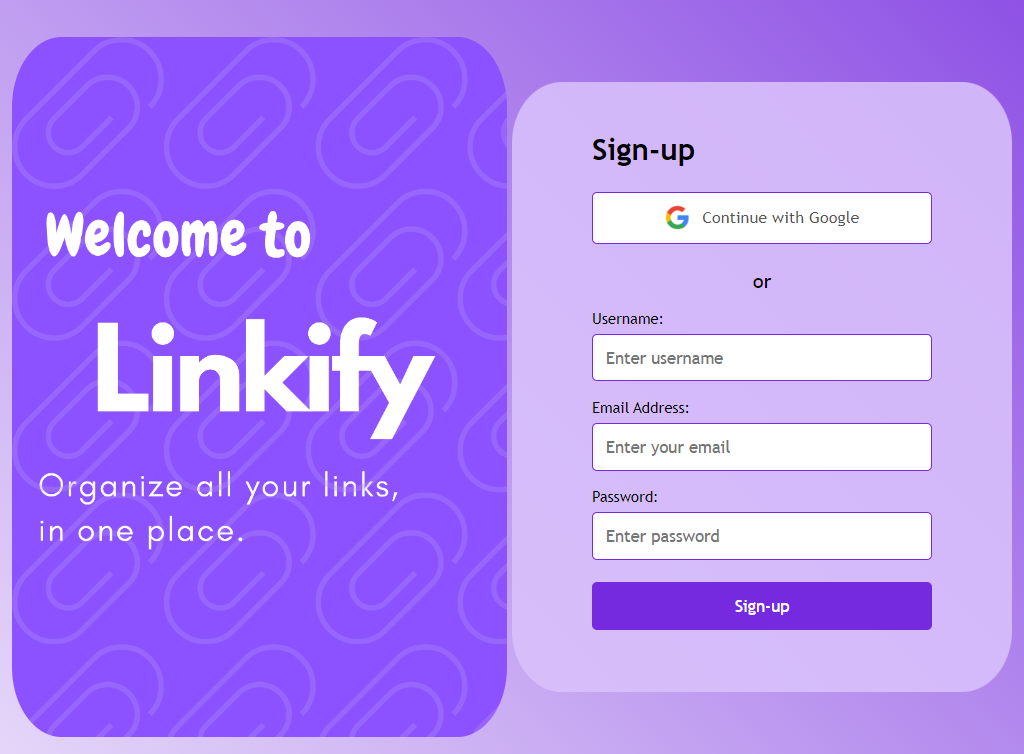 Welcome to
Linkify
Organize all your links,
in one place.
Sign-up
Continue with Google
or
Username:
Enter username
Email Address:
Enter your email
Password:
Enter password
Sign-up